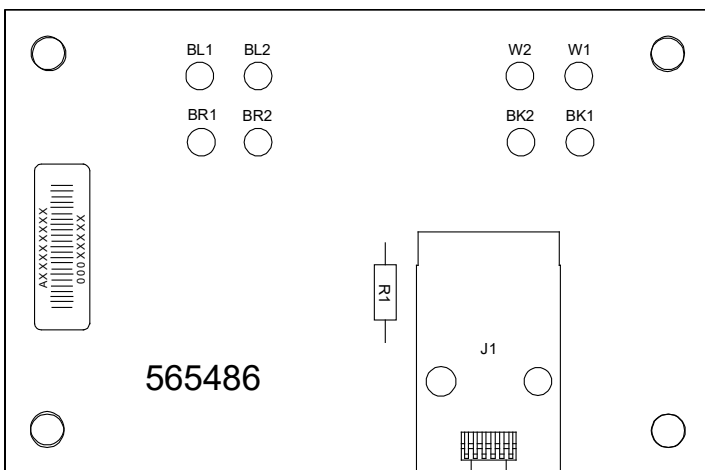 BL1 BL2 W2 W1
BR1 BR2 BK2 BK1
AXXXXXXXX
000XXXXX
R1
J1
565486